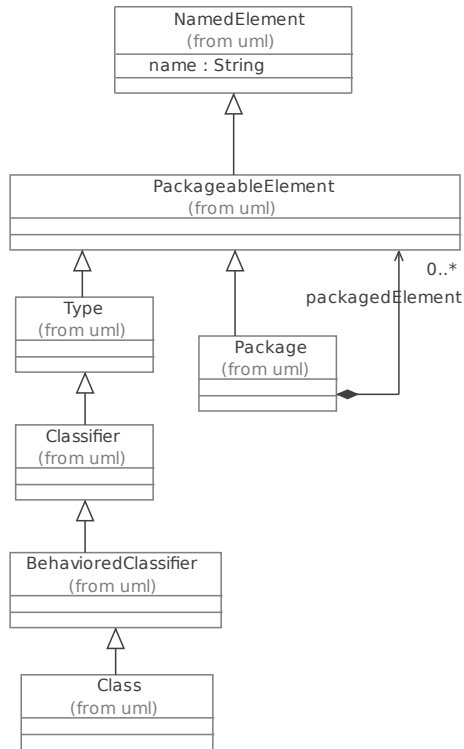 NamedElement
(from uml)
name : String
PackageableElement
(from uml)
0..*
packagedElement
Type
(from uml)
Package
(from uml)
Classifier
(from uml)
BehavioredClassifier
(from uml)
Class
(from uml)